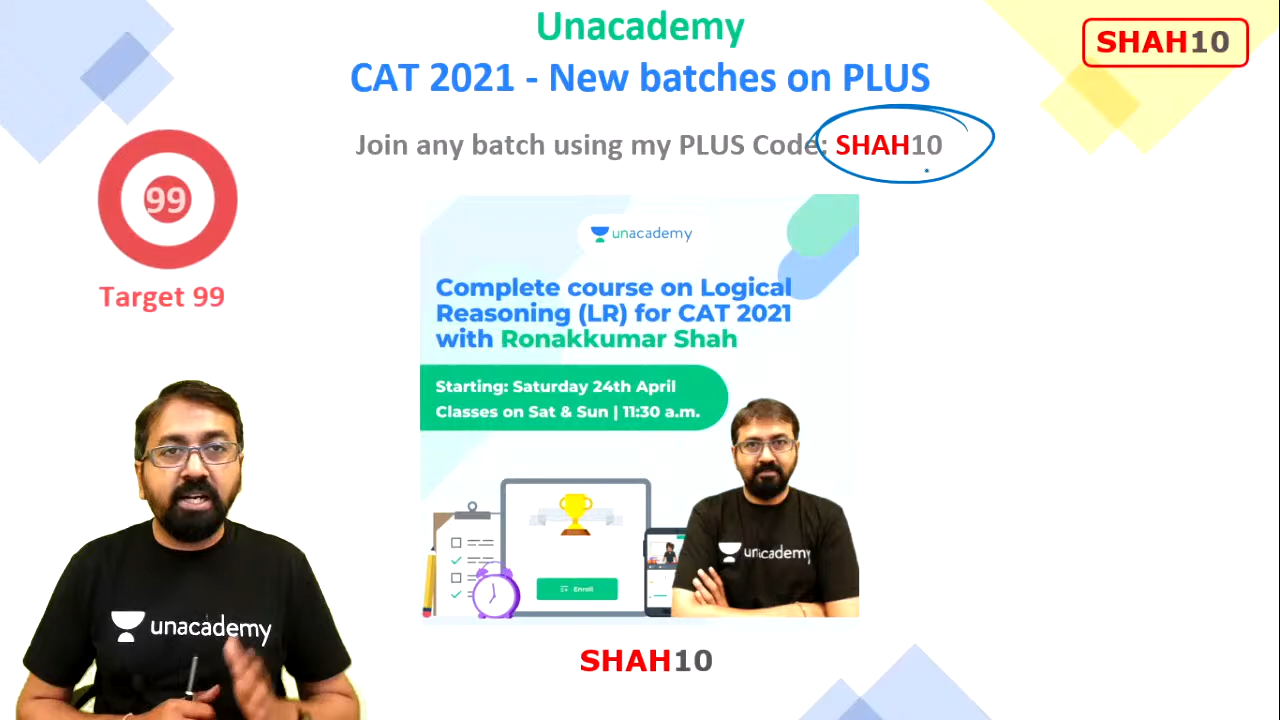 Unacademy
SHAH10
CAT 2021 - New batches on PLUS
Join any batch using my PLUS Code: SHAH10
99
Target 99
unacademy
Complete course on Logical
Reasoning (LR) for CAT 2021
with Ronakkumar Shah
Starting: Saturday 24th April
Classes on Sat & Sun | 11:30 a.m.
Enroll
unacademy
unacademy
SHAH10